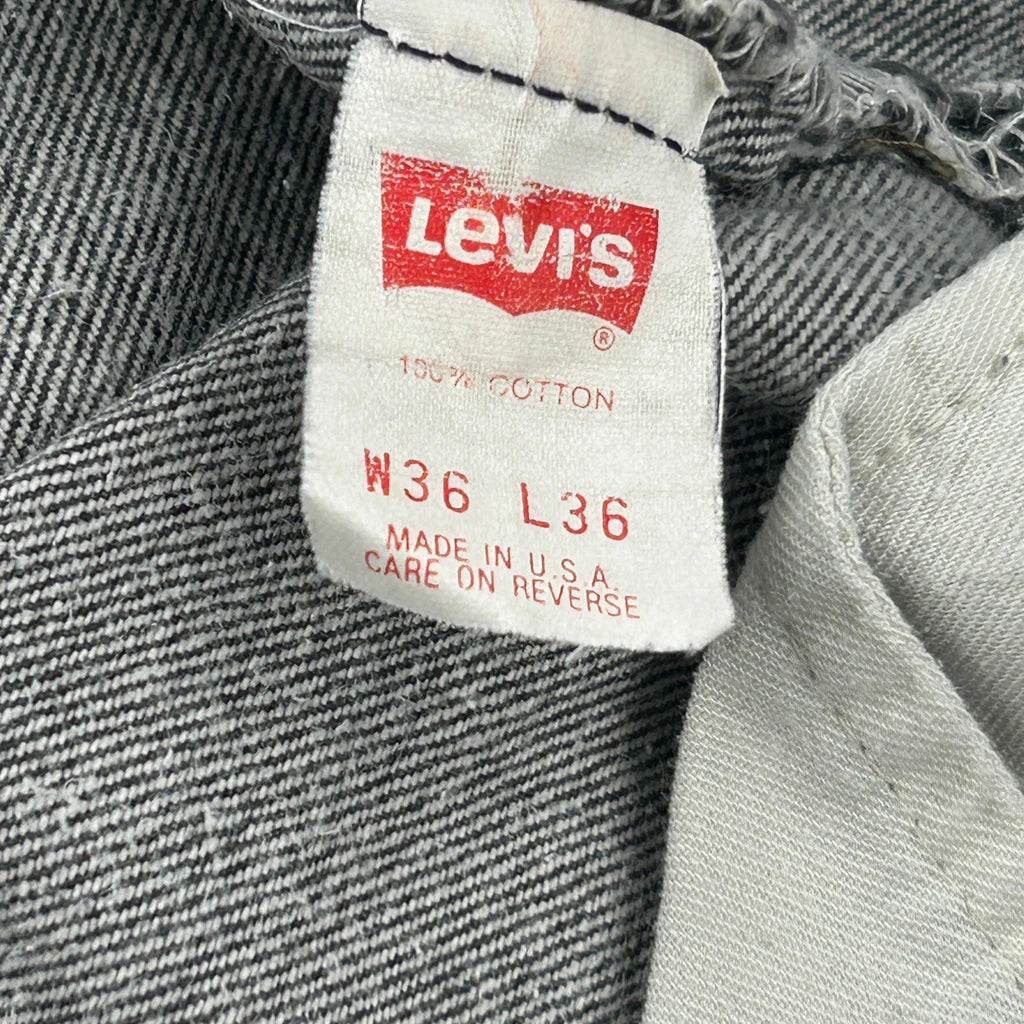 Levi's
®
100% COTTON
W36 L36
MADE IN U.S.A.
CARE ON REVERSE